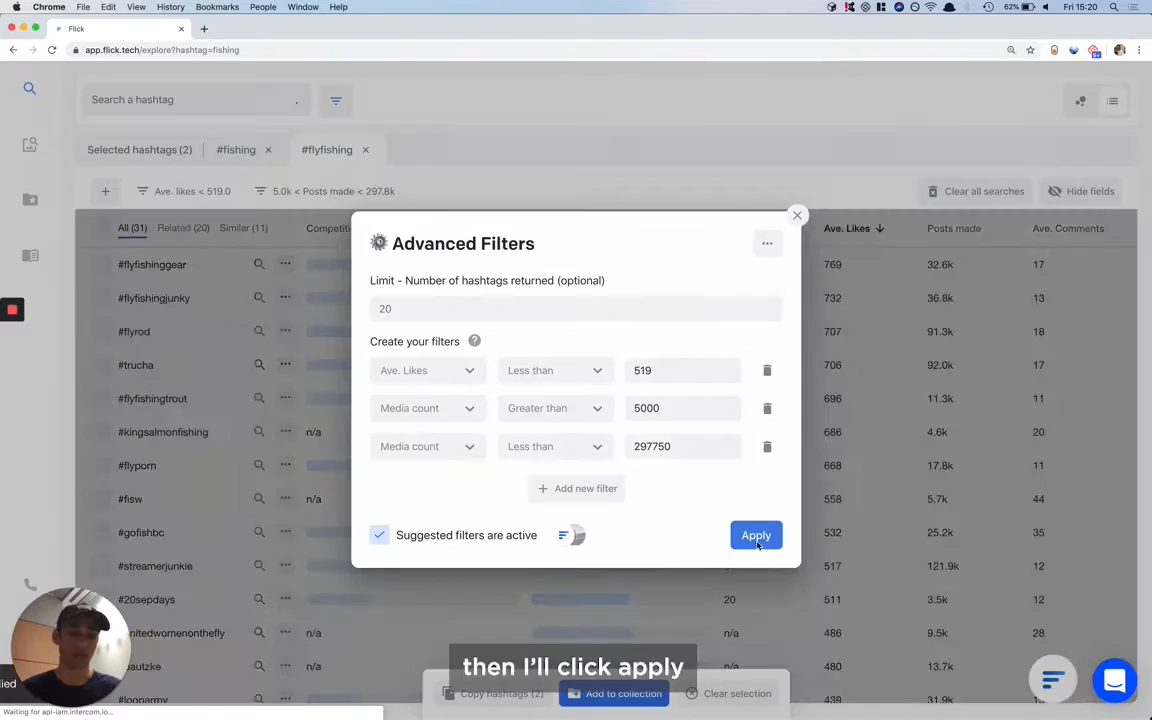 Chrome File Edit View History Bookmarks People Window Help 62% Fri 15:20
Flick
app.flick.tech/explore?hashtag=fishing
9+
Search a hashtag
Selected hashtags (2) #fishing #flyfishing
Ave. likes < 519.0 5.0k < Posts made < 297.8k Clear all searches Hide fields
All (31) Related (20) Similar (11) Ave. Likes Posts made Ave. Comments
#flyfishinggear 769 32.6k 17
#flyfishingjunky 732 36.8k 13
#flyrod 707 91.3k 18
#trucha 706 92.0k 17
#flyfishingtrout 696 11.3k 11
#kingsalmonfishing n/a 686 4.6k 20
#flyporn 668 17.8k 11
#fisw n/a 558 5.7k 44
#gofishbc 532 25.2k 35
#streamerjunkie 517 121.9k 12
#20sepdays 20 511 3.5k 12
n/a n/a 486 9.5k 28
n/a 480 13.7k
#looparmy 439 31.9k
Advanced Filters
Limit - Number of hashtags returned (optional)
20
Create your filters ?
Ave. Likes Less than 519
Media count Greater than 5000
Media count Less than 297750
+ Add new filter
Suggested filters are active Apply
then I'll click apply
Copy hashtags (2) Add to collection Clear selection
Waiting for api-iam.intercom.io...